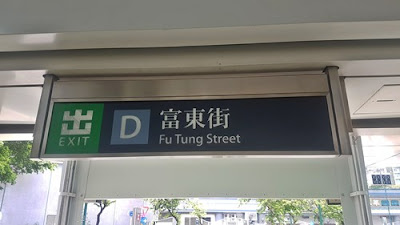 出
EXIT
D
富東街
Fu Tung Street